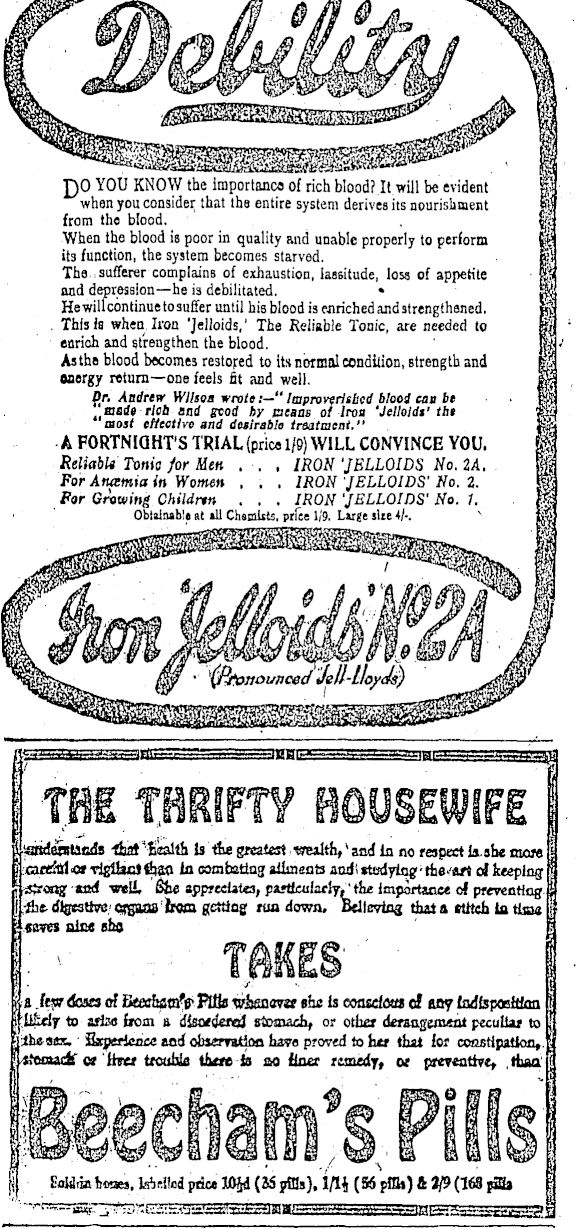 Debility
DO YOU KNOW the importance of rich blood? It will be evident
when you consider that the entire system derives its nourishment
from the blood.
When the blood is poor in quality and unable properly to perform
its function, the system becomes starved.
The sufferer complains of exhaustion, lassitude, loss of appetite
and depression—he is debilitated.
He will continue to suffer until his blood is enriched and strengthened.
This is when Iron 'Jelloids,' The Reliable Tonic, are needed to
enrich and strengthen the blood.
As the blood becomes restored to its normal condition, strength and
energy return—one feels fit and well.
Dr. Andrew Wilson wrote:—"Improverished blood can be
"made rich and good by means of Iron 'Jelloids' the
"most effective and desirable treatment."
A FORTNIGHT'S TRIAL (price 1/9) WILL CONVINCE YOU.
Reliable Tonic for Men . . . IRON 'JELLOIDS No. 2A.
For Anæmia in Women . . . IRON 'JELLOIDS' No. 2.
For Growing Children . . . IRON 'JELLOIDS' No. 1.
Obtainable at all Chemists, price 1/9. Large size 4/-.
Iron 'Jelloids' No. 2A
(Pronounced Jell-Lloyds)
THE THRIFTY HOUSEWIFE
understands that 'health is the greatest wealth,' and in no respect is she more
careful or vigilant than in combating ailments and studying the art of keeping
strong and well. She appreciates, particularly, the importance of preventing
the digestive organs from getting run down. Believing that a stitch in time
saves nine she
TAKES
a few doses of Beecham's Pills whenever she is conscious of any indisposition
likely to arise from a disordered stomach, or other derangement peculiar to
the sex. Experience and observation have proved to her that for constipation,
stomach or liver trouble there is no finer remedy, or preventive, than
Beecham's Pills
Sold in boxes, labelled price 10½d (36 pills), 1/1½ (56 pills) & 2/9 (168 pills